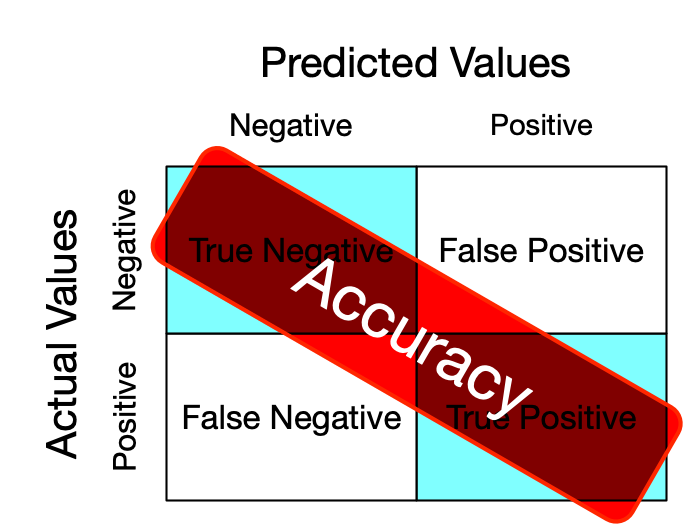 Predicted Values
Negative
Positive
Actual Values
Negative
True Negative
False Positive
Accuracy
Positive
False Negative
True Positive